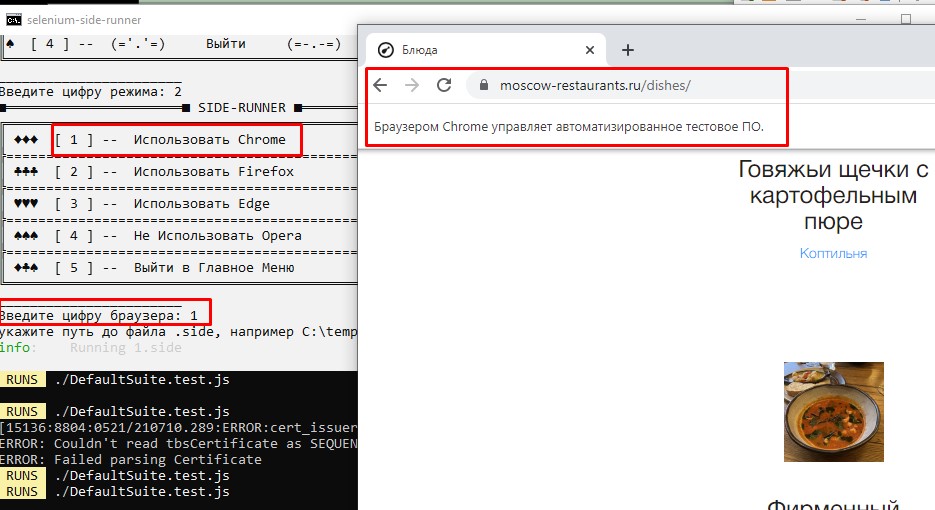 selenium-side-runner
♠ [ 4 ] -- (='.'=) Выйти (=-.-=)
Введите цифру режима: 2
SIDE-RUNNER
♦♦♦ [ 1 ] -- Использовать Chrome
♣♣♣ [ 2 ] -- Использовать Firefox
♥♥♥ [ 3 ] -- Использовать Edge
♠♠♠ [ 4 ] -- Не Использовать Opera
♦♣♠ [ 5 ] -- Выйти в Главное Меню
Введите цифру браузера: 1
укажите путь до файла .side, например C:\temp
info: Running 1.side
RUNS ./DefaultSuite.test.js
RUNS ./DefaultSuite.test.js
[15136:8804:0521/210710.289:ERROR:cert_issuer
ERROR: Couldn't read tbsCertificate as SEQUEN
ERROR: Failed parsing Certificate
RUNS ./DefaultSuite.test.js
RUNS ./DefaultSuite.test.js
Блюда
moscow-restaurants.ru/dishes/
Браузером Chrome управляет автоматизированное тестовое ПО.
Говяжьи щечки с
картофельным
пюре
Коптильня
Фирменный